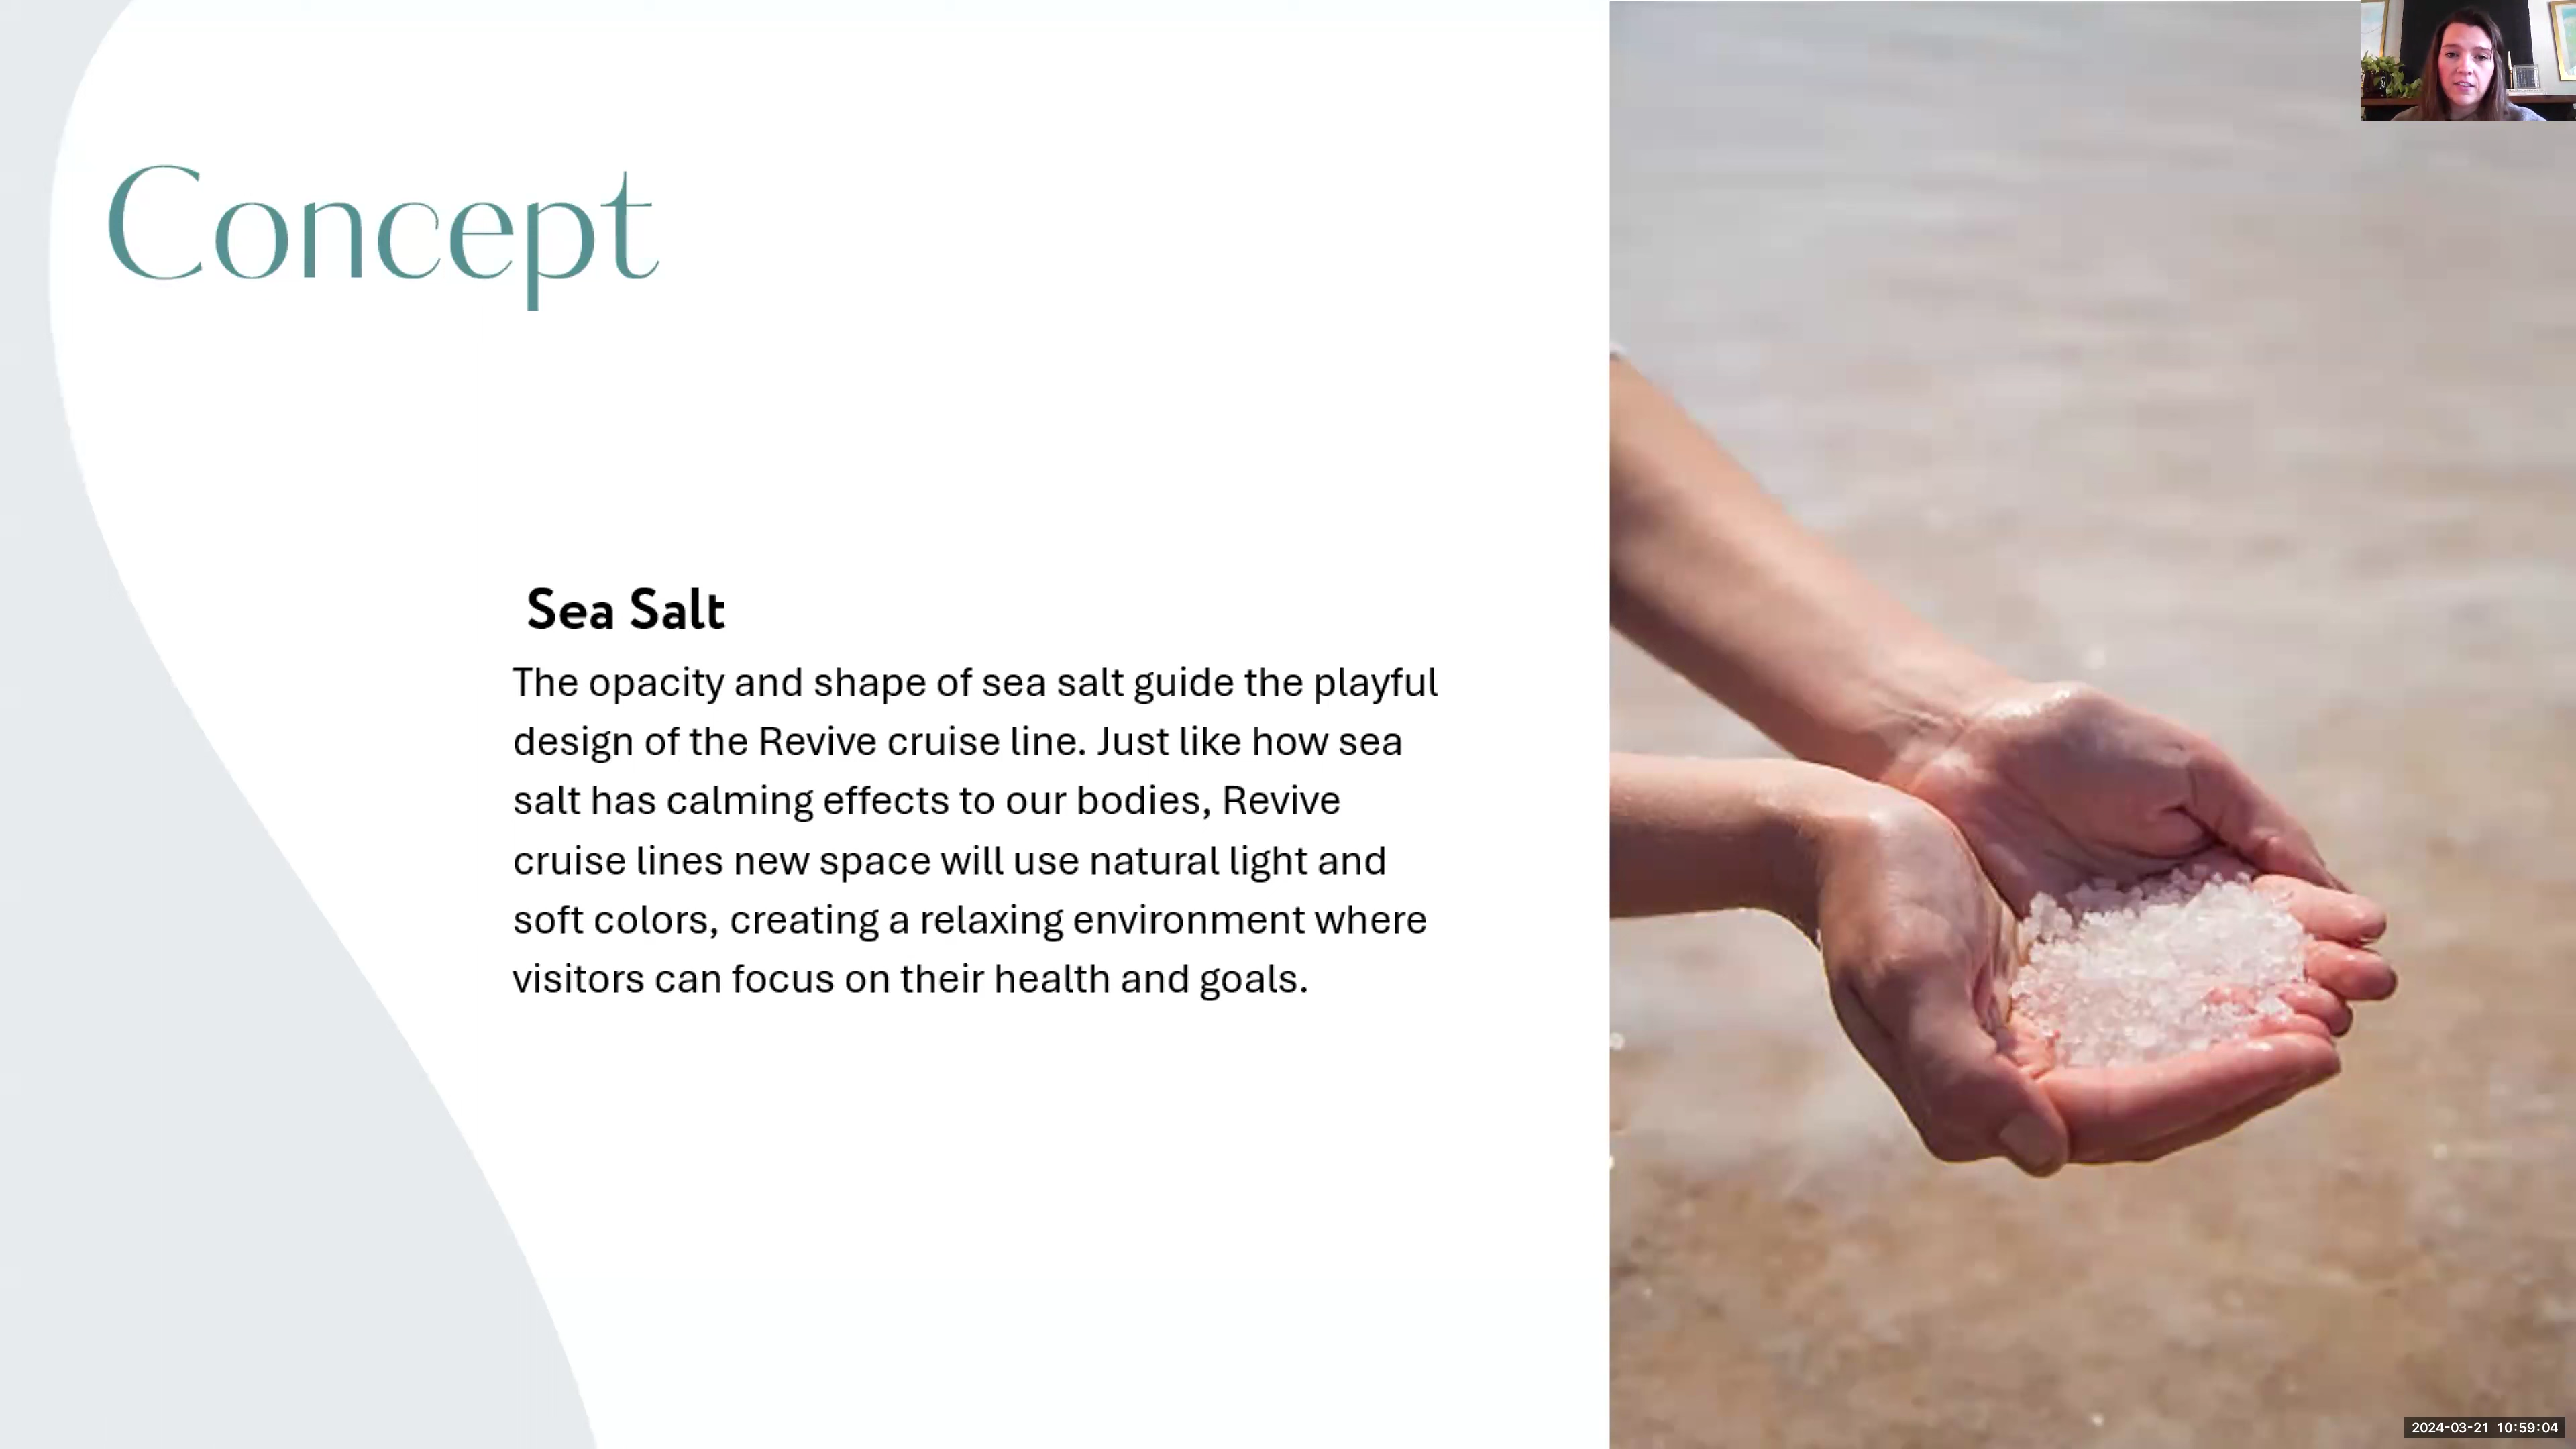 Concept
Sea Salt
The opacity and shape of sea salt guide the playful
design of the Revive cruise line. Just like how sea
salt has calming effects to our bodies, Revive
cruise lines new space will use natural light and
soft colors, creating a relaxing environment where
visitors can focus on their health and goals.
2024-03-21 10:59:04